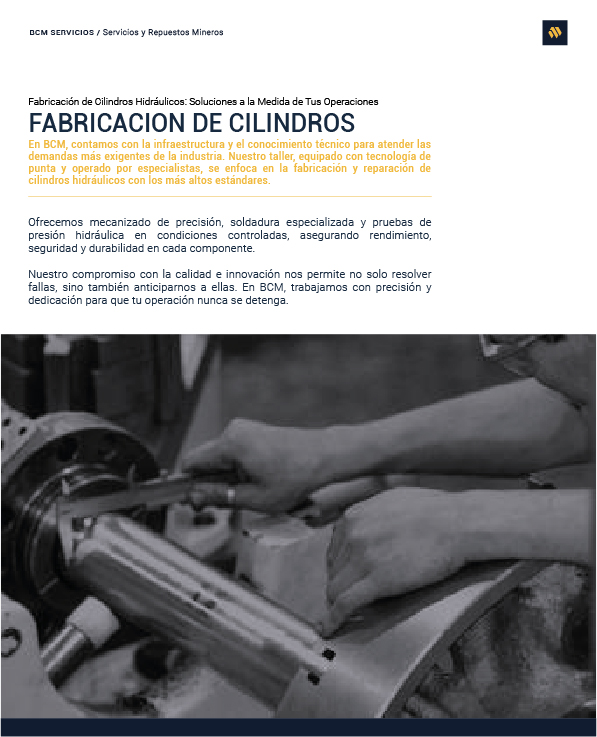 BCM SERVICIOS / Servicios y Repuestos Mineros
Fabricación de Cilindros Hidráulicos: Soluciones a la Medida de Tus Operaciones
FABRICACION DE CILINDROS
En BCM, contamos con la infraestructura y el conocimiento técnico para atender las
demandas más exigentes de la industria. Nuestro taller, equipado con tecnología de
punta y operado por especialistas, se enfoca en la fabricación y reparación de
cilindros hidráulicos con los más altos estándares.
Ofrecemos mecanizado de precisión, soldadura especializada y pruebas de
presión hidráulica en condiciones controladas, asegurando rendimiento,
seguridad y durabilidad en cada componente.
Nuestro compromiso con la calidad e innovación nos permite no solo resolver
fallas, sino también anticiparnos a ellas. En BCM, trabajamos con precisión y
dedicación para que tu operación nunca se detenga.